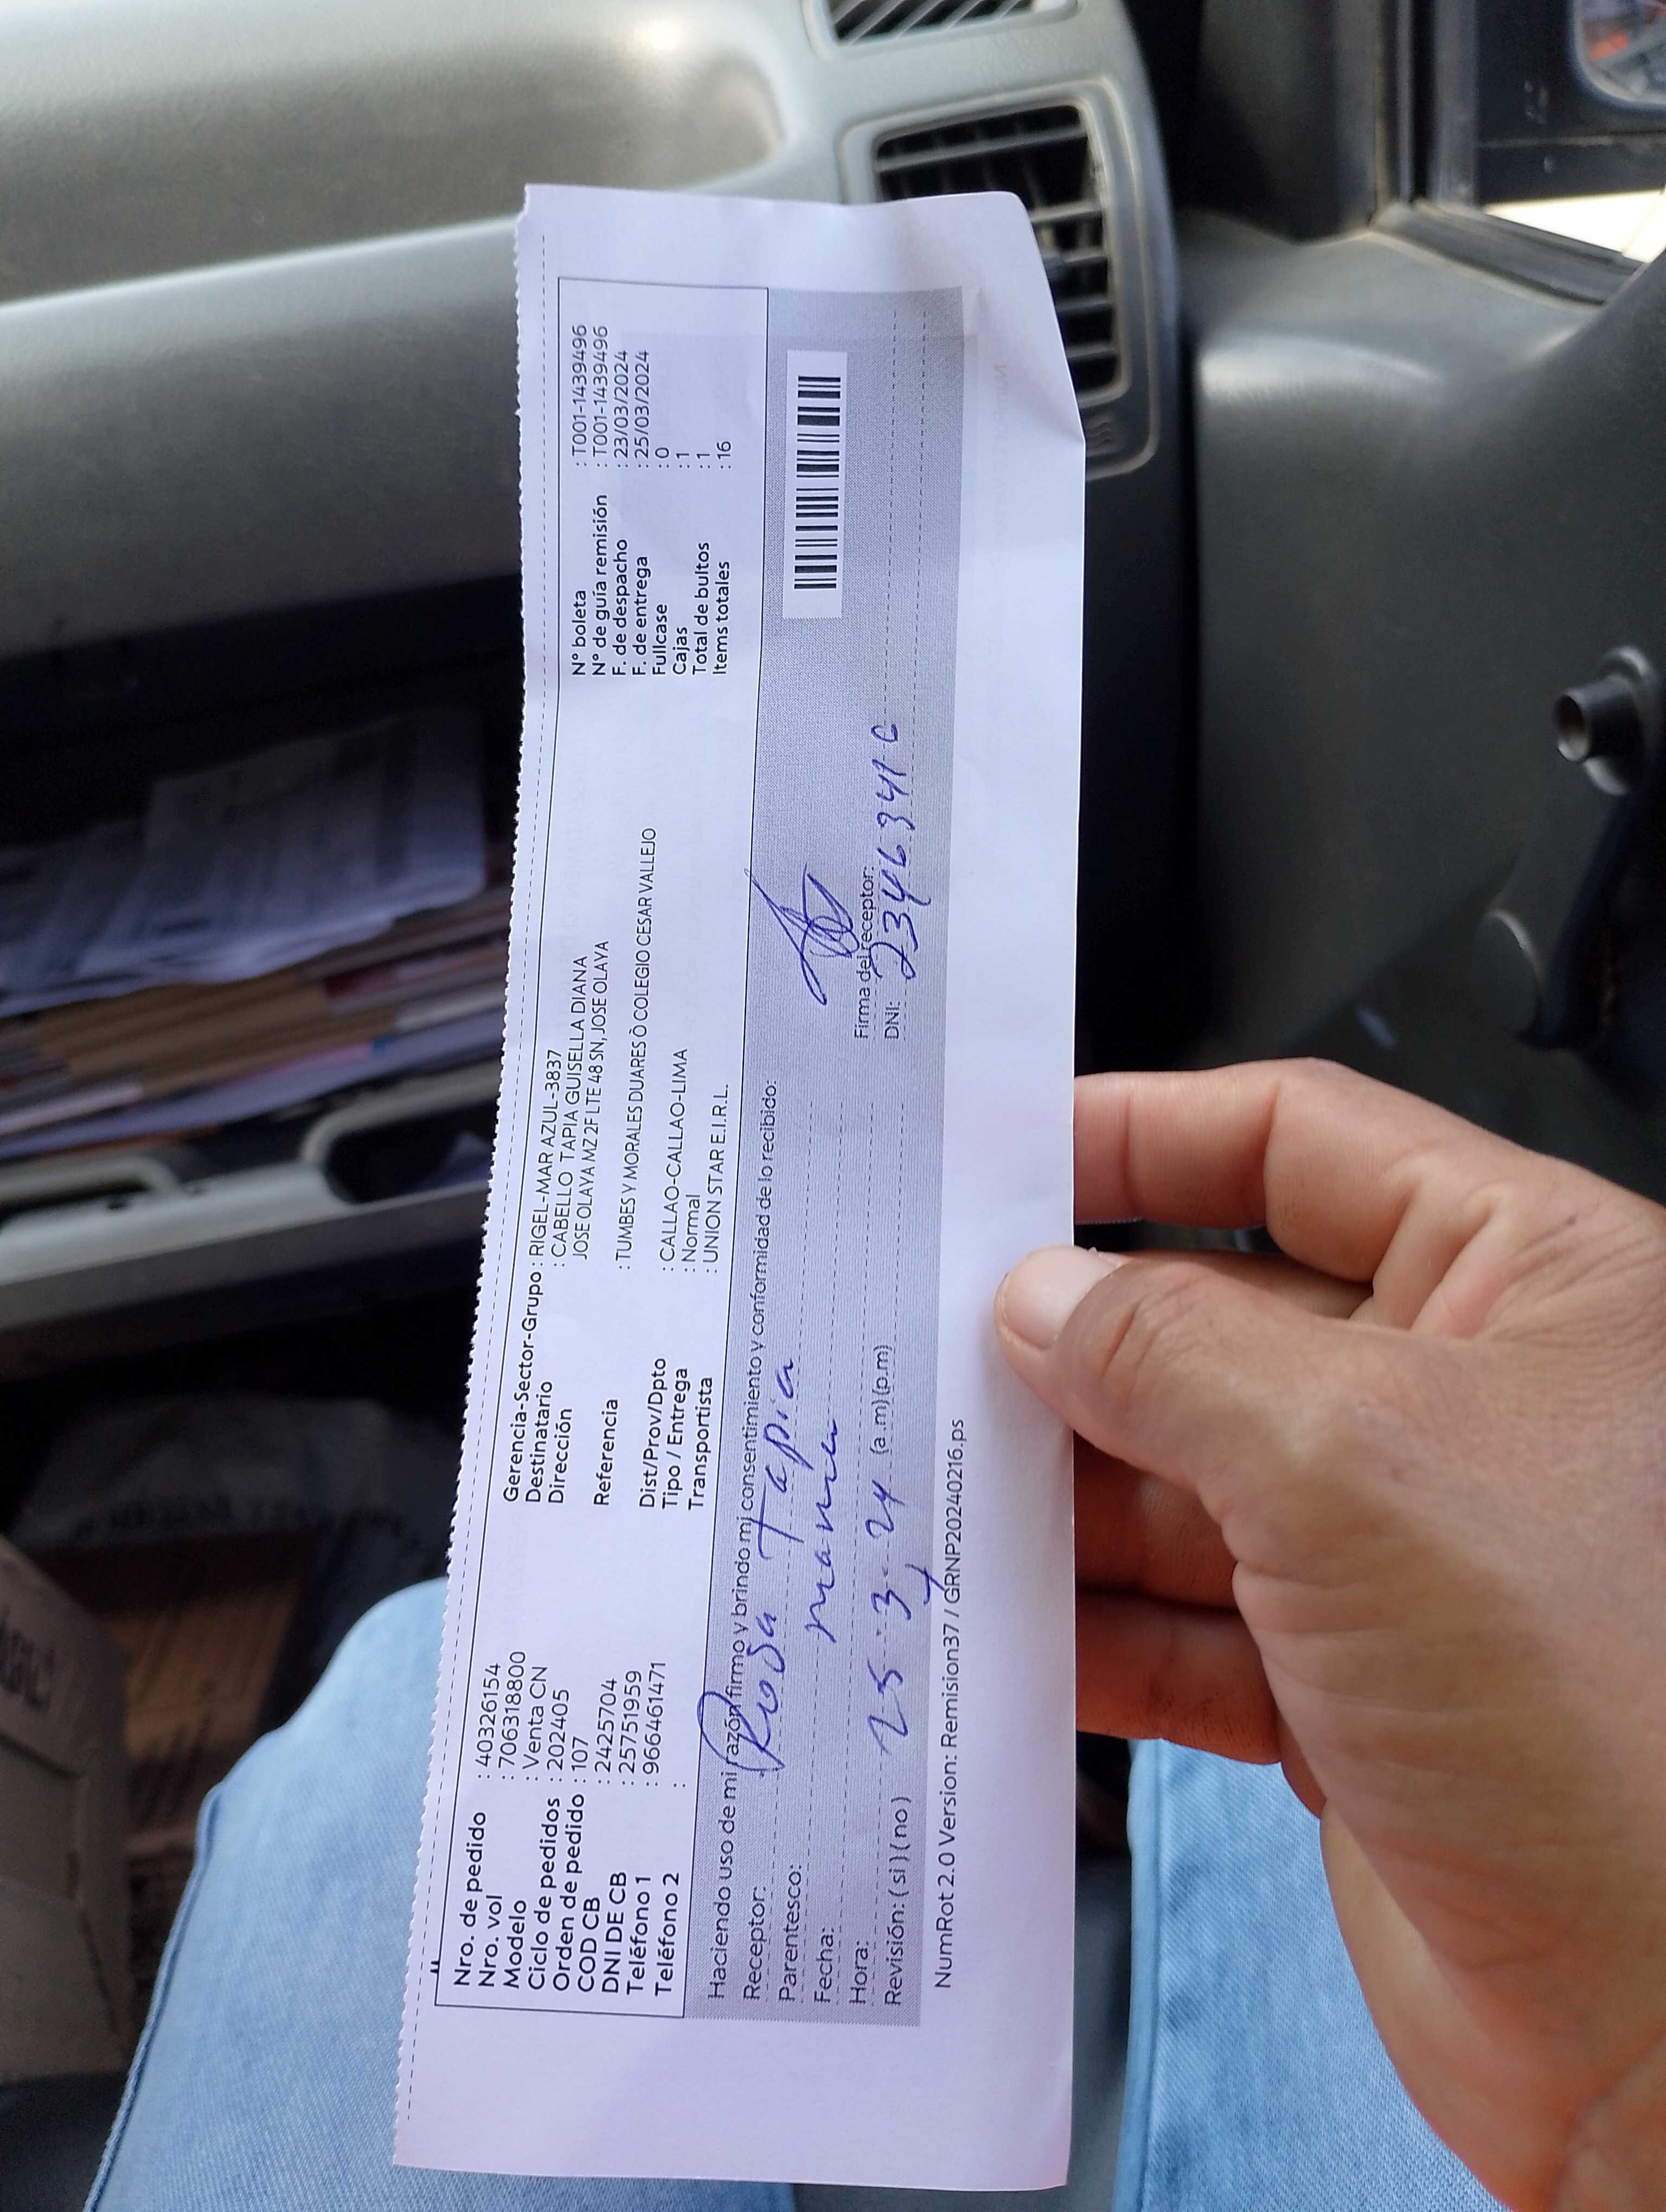 Nro. de pedido : 40326154
Nro. vol : 706318800
Modelo : Venta CN
Ciclo de pedidos : 202405
Orden de pedido : 107
COD CB : 2425704
DNI DE CB : 25751959
Teléfono 1 : 966461471
Teléfono 2 :
Gerencia-Sector-Grupo : RIGEL-MAR AZUL-3837
Destinatario : CABELLO TAPIA GUISELLA DIANA
Dirección JOSE OLAYA MZ 2F LTE 48 SN, JOSE OLAYA
Referencia : TUMBES Y MORALES DUARES Ò COLEGIO CESAR VALLEJO
Dist/Prov/Dpto : CALLAO-CALLAO-LIMA
Tipo / Entrega : Normal
Transportista : UNION STAR E.I.R.L.
N° boleta : T001-1439496
N° de guía remisión : T001-1439496
F. de despacho : 23/03/2024
F. de entrega : 25/03/2024
Fullcase : 0
Cajas : 1
Total de bultos : 1
Items totales : 16
Haciendo uso de mi razón firmo y brindo mi consentimiento y conformidad de lo recibido:
Receptor: Rosa Tapia
Parentesco: mamá
Fecha: 25-3-24
Hora: (a.m) (p.m)
Revisión: ( si ) ( no )
Firma del receptor:
DNI:
NumRot 2.0 Version: Remision37 / GRNP20240216.ps